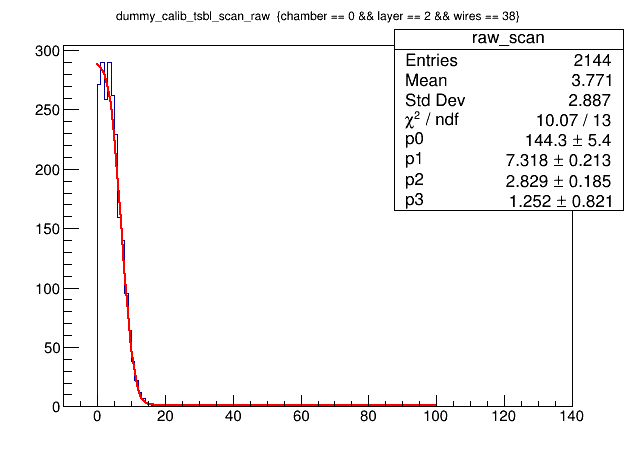 dummy_calib_tsbl_scan_raw {chamber == 0 && layer == 2 && wires == 38}
raw_scan
Entries 2144
Mean 3.771
Std Dev 2.887
χ² / ndf 10.07 / 13
p0 144.3 ± 5.4
p1 7.318 ± 0.213
p2 2.829 ± 0.185
p3 1.252 ± 0.821
300
250
200
150
100
50
0
0 20 40 60 80 100 120 140